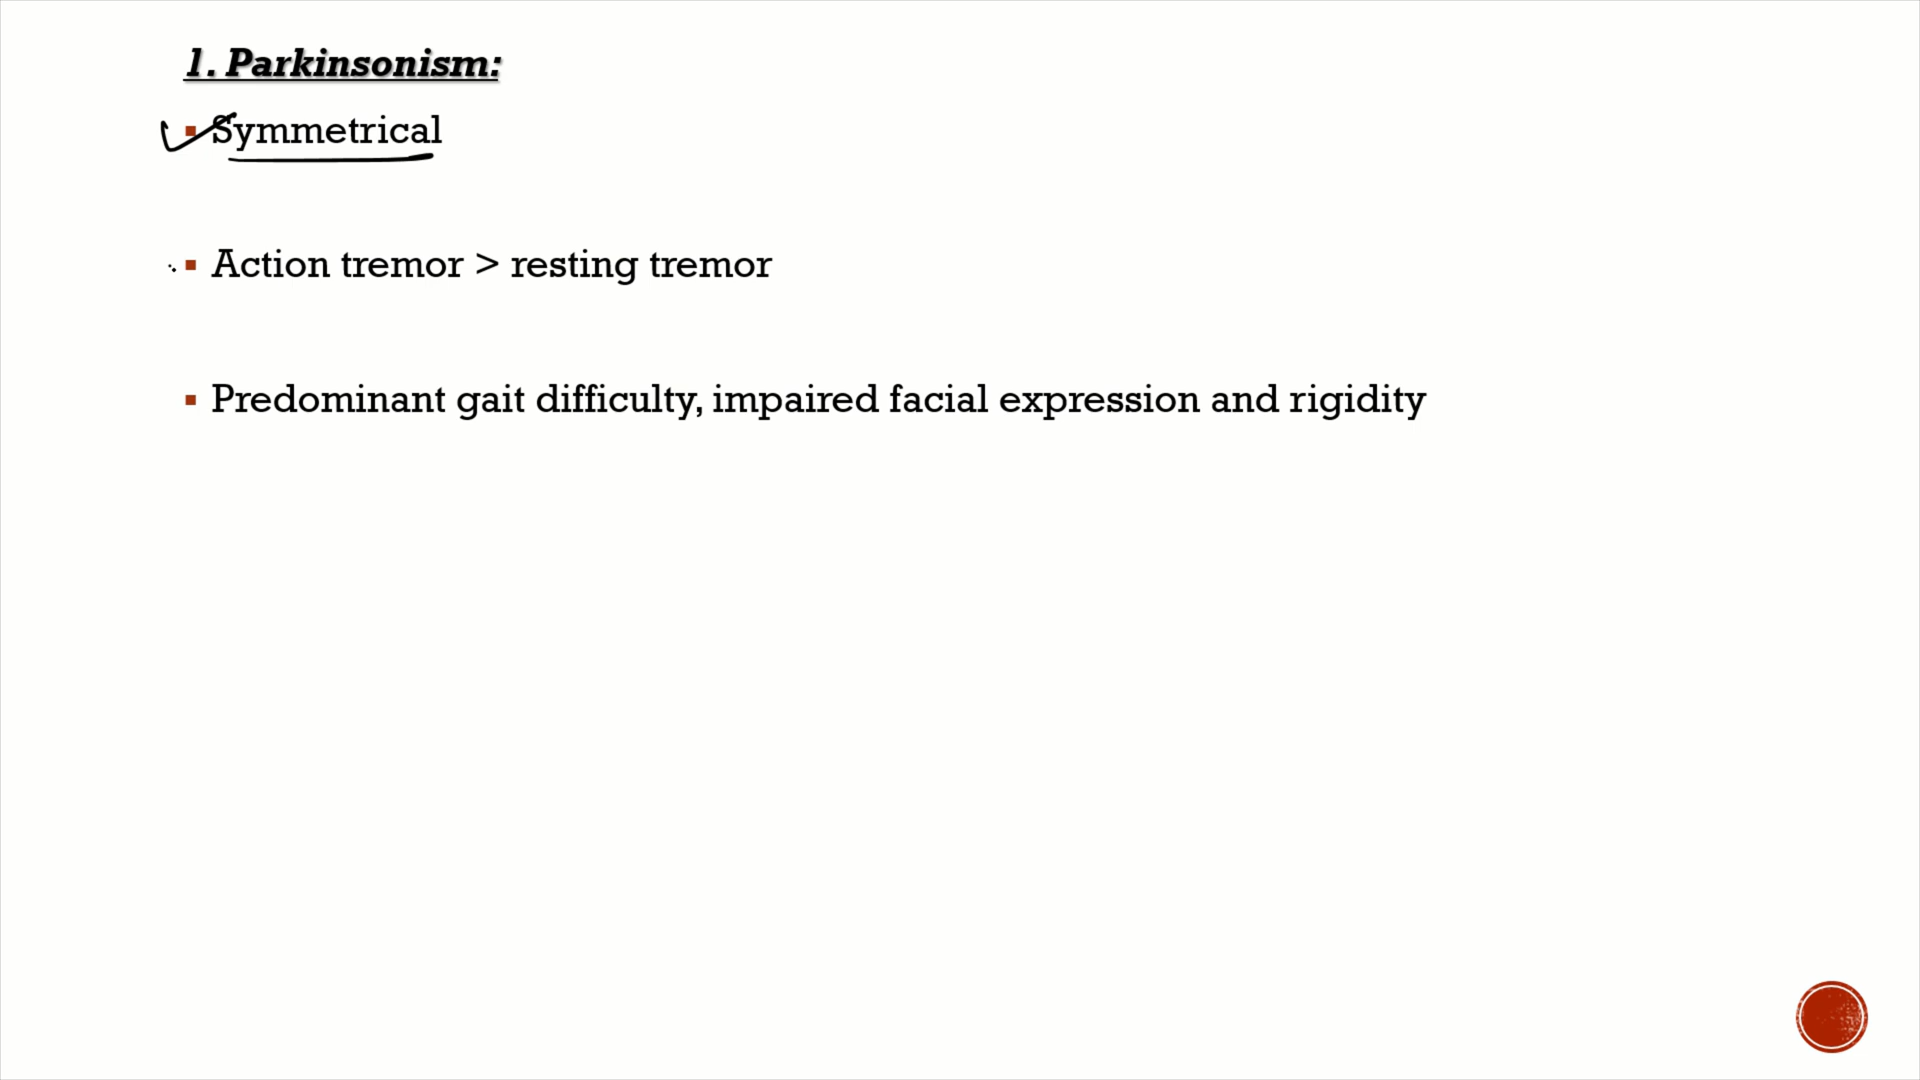 1. Parkinsonism:
Symmetrical
Action tremor > resting tremor
Predominant gait difficulty, impaired facial expression and rigidity